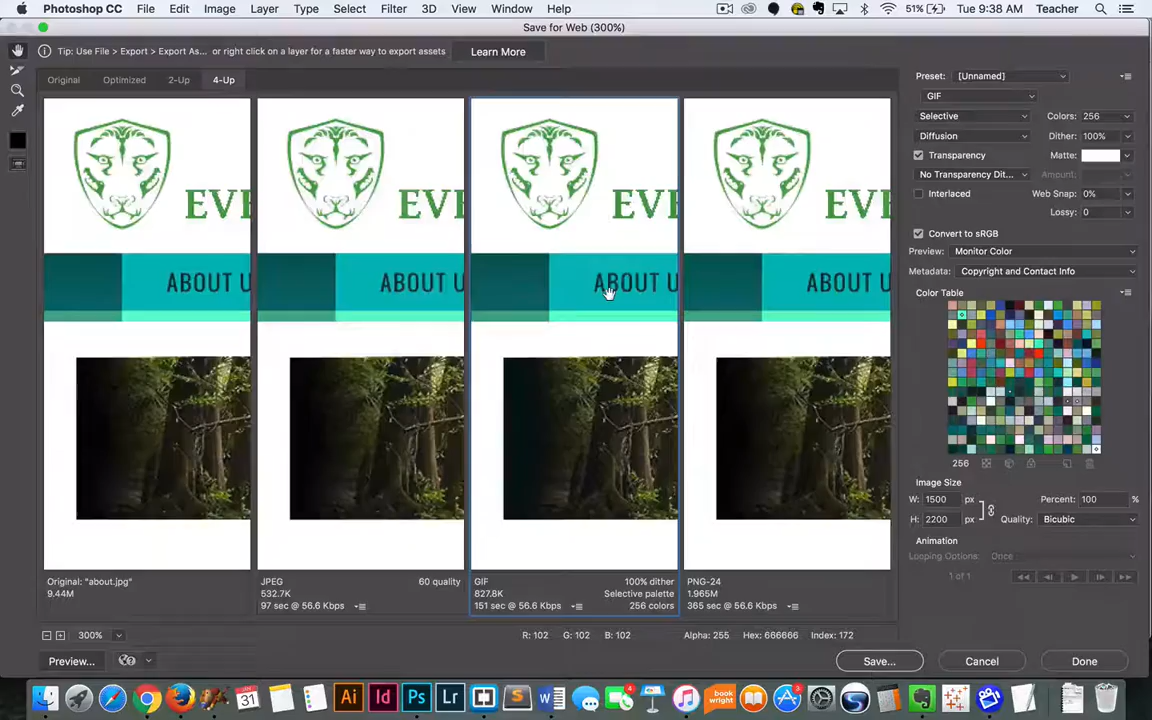 Photoshop CC File Edit Image Layer Type Select Filter 3D View Window Help 51% Tue 9:38 AM Teacher
Save for Web (300%)
Tip: Use File > Export > Export As... or right click on a layer for a faster way to export assets Learn More
Original Optimized 2-Up 4-Up
Preset: [Unnamed]
GIF
Selective Colors: 256
Diffusion Dither: 100%
Transparency Matte:
No Transparency Dit... Amount:
Interlaced Web Snap: 0%
Lossy: 0
Convert to sRGB
Preview: Monitor Color
Metadata: Copyright and Contact Info
Color Table
256
Image Size
W: 1500 px Percent: 100 %
H: 2200 px Quality: Bicubic
Animation
Looping Options: Once
1 of 1
EVE EVE EVE EVE
ABOUT U ABOUT U ABOUT U ABOUT U
Original: "about.jpg"
9.44M
JPEG 60 quality
532.7K
97 sec @ 56.6 Kbps
GIF 100% dither
827.8K Selective palette
151 sec @ 56.6 Kbps 256 colors
PNG-24
1.965M
365 sec @ 56.6 Kbps
300% R: 102 G: 102 B: 102 Alpha: 255 Hex: 666666 Index: 172
Preview... Save... Cancel Done
31 Ai Id Ps Lr S W 4 book wright 3